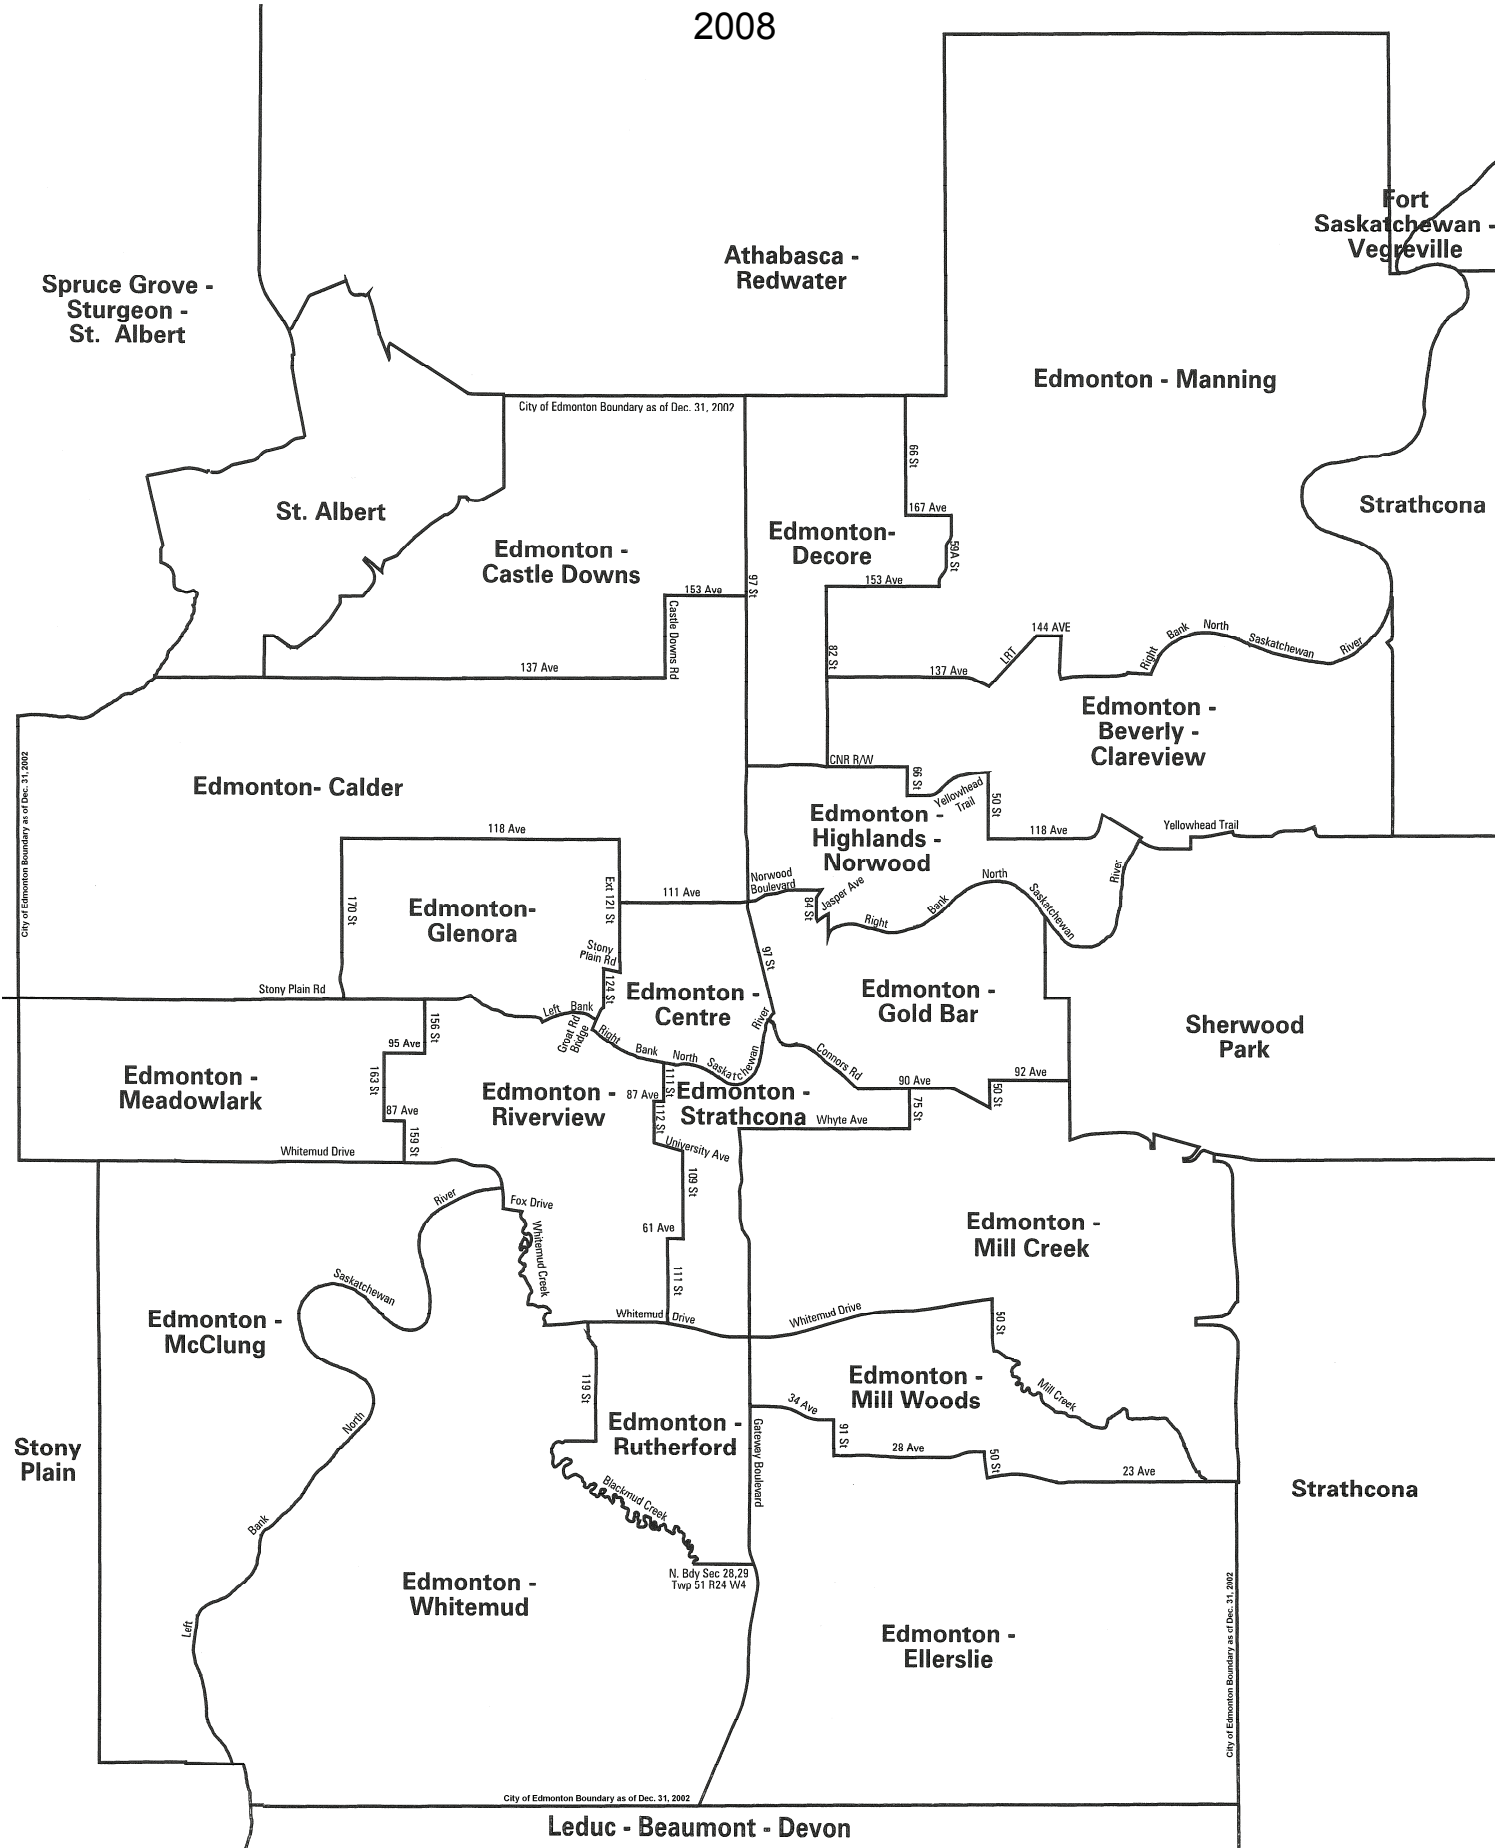 2008
Fort
Saskatchewan -
Vegreville
Athabasca -
Redwater
Spruce Grove -
Sturgeon -
St. Albert
Edmonton - Manning
City of Edmonton Boundary as of Dec. 31, 2002
66 St
St. Albert
167 Ave
Strathcona
Edmonton-
Decore
59A St
Edmonton -
Castle Downs
153 Ave
97 St
153 Ave
Castle Downs Rd
144 AVE
LRT
Right
Bank
North
Saskatchewan
River
82 St
137 Ave
137 Ave
Edmonton -
Beverly -
Clareview
City of Edmonton Boundary as of Dec. 31, 2002
Edmonton- Calder
CNR R/W
66 St
Yellowhead
Trail
50 St
Edmonton -
Highlands -
Norwood
118 Ave
118 Ave
Yellowhead Trail
170 St
Edmonton-
Glenora
Ext 121 St
111 Ave
Norwood
Boulevard
84 St
Jasper Ave
Right
Bank
North
Saskatchewan
River
Stony
Plain Rd
97 St
Stony Plain Rd
124 St
Edmonton -
Centre
Edmonton -
Gold Bar
Left Bank
Groat Rd
Bridge
Right
Bank
North
Saskatchewan
River
156 St
95 Ave
Sherwood
Park
Connors Rd
163 St
Edmonton -
Meadowlark
Edmonton -
Riverview
111 St
87 Ave
112 St
Edmonton -
Strathcona
90 Ave
92 Ave
50 St
75 St
Whyte Ave
87 Ave
159 St
University Ave
Whitemud Drive
109 St
River
Fox Drive
Whitemud Creek
61 Ave
Edmonton -
Mill Creek
111 St
Saskatchewan
Whitemud Drive
Whitemud Drive
50 St
Edmonton -
McClung
119 St
Edmonton -
Mill Woods
Mill Creek
34 Ave
North
Edmonton -
Rutherford
Gateway Boulevard
91 St
28 Ave
50 St
23 Ave
Stony
Plain
Strathcona
Blackmud Creek
Bank
N. Bdy Sec 28,29
Twp 51 R24 W4
Edmonton -
Whitemud
Left
Edmonton -
Ellerslie
City of Edmonton Boundary as of Dec. 31, 2002
City of Edmonton Boundary as of Dec. 31, 2002
Leduc - Beaumont - Devon